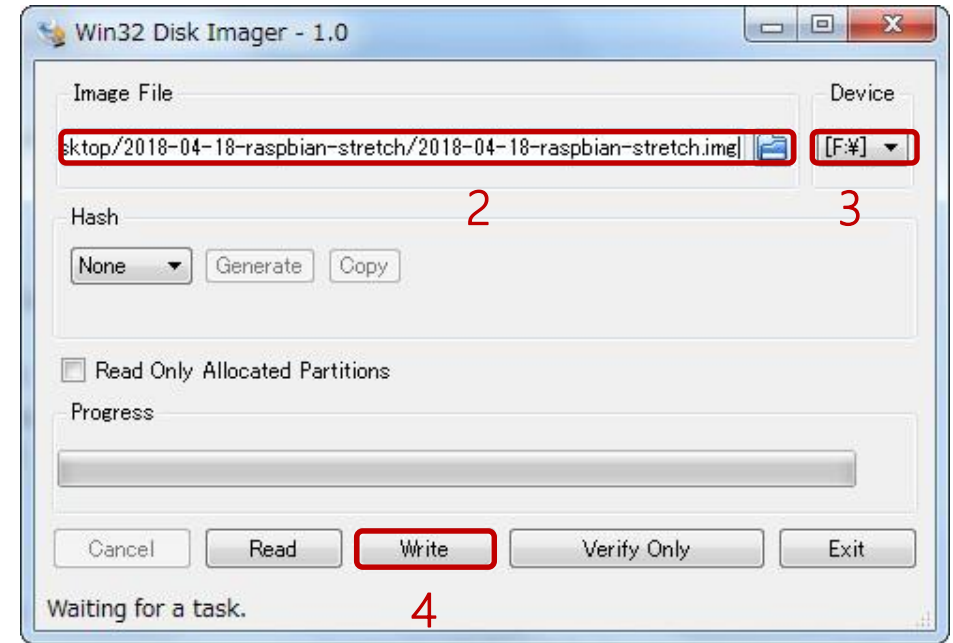 Win32 Disk Imager - 1.0
Image File
Device
sktop/2018-04-18-raspbian-stretch/2018-04-18-raspbian-stretch.img
[F:¥]
2
3
Hash
None
Generate
Copy
Read Only Allocated Partitions
Progress
Cancel
Read
Write
Verify Only
Exit
Waiting for a task.
4